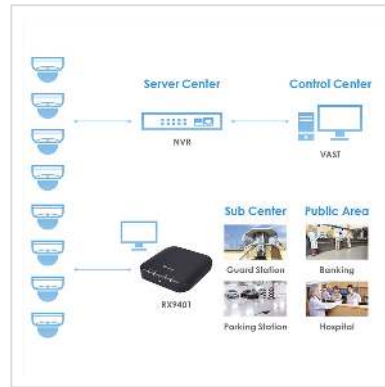 Server Center
Control Center
NVR
VAST
Sub Center
Public Area
Guard Station
Banking
RX9401
Parking Station
Hospital